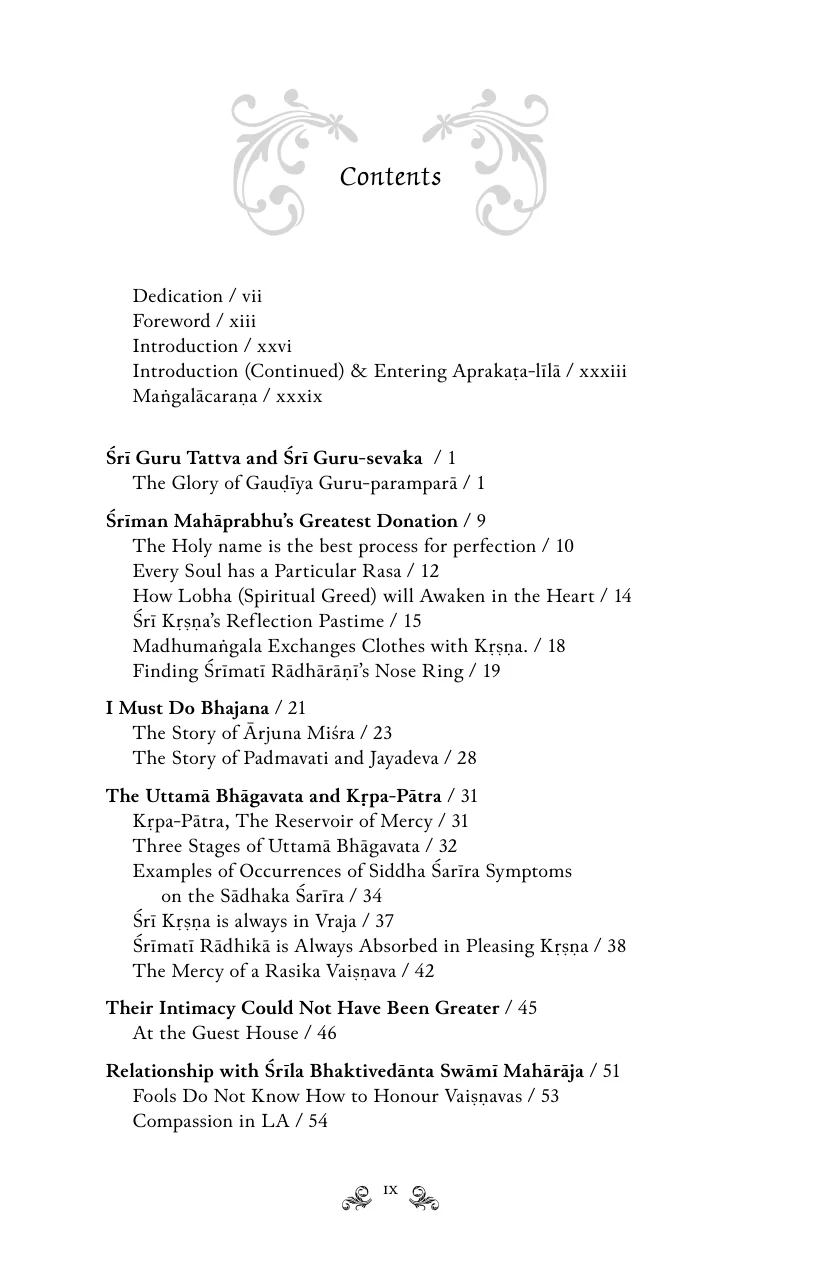 Contents
Dedication / vii
Foreword / xiii
Introduction / xxvi
Introduction (Continued) & Entering Aprakaṭa-līlā / xxxiii
Maṅgalācaraṇa / xxxix
Śrī Guru Tattva and Śrī Guru-sevaka / 1
The Glory of Gauḍīya Guru-paramparā / 1
Śrīman Mahāprabhu’s Greatest Donation / 9
The Holy name is the best process for perfection / 10
Every Soul has a Particular Rasa / 12
How Lobha (Spiritual Greed) will Awaken in the Heart / 14
Śrī Kṛṣṇa’s Reflection Pastime / 15
Madhumaṅgala Exchanges Clothes with Kṛṣṇa. / 18
Finding Śrīmatī Rādhārāṇī’s Nose Ring / 19
I Must Do Bhajana / 21
The Story of Ārjuna Miśra / 23
The Story of Padmavati and Jayadeva / 28
The Uttamā Bhāgavata and Kṛpa-Pātra / 31
Kṛpa-Pātra, The Reservoir of Mercy / 31
Three Stages of Uttamā Bhāgavata / 32
Examples of Occurrences of Siddha Śarīra Symptoms
on the Sādhaka Śarīra / 34
Śrī Kṛṣṇa is always in Vraja / 37
Śrīmatī Rādhikā is Always Absorbed in Pleasing Kṛṣṇa / 38
The Mercy of a Rasika Vaiṣṇava / 42
Their Intimacy Could Not Have Been Greater / 45
At the Guest House / 46
Relationship with Śrīla Bhaktivedānta Swāmī Mahārāja / 51
Fools Do Not Know How to Honour Vaiṣṇavas / 53
Compassion in LA / 54
IX